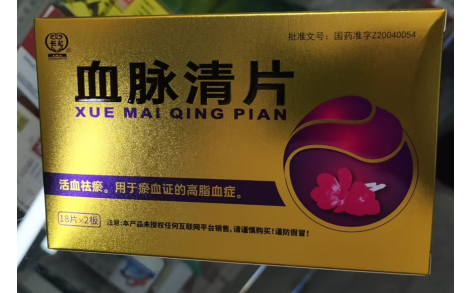 批准文号：国药准字Z20040054
血脉清片
XUE MAI QING PIAN
活血祛瘀。用于瘀血证的高脂血症。
18片×2板
注意：本产品未授权任何互联网平台销售，请谨慎购买！谨防假冒！